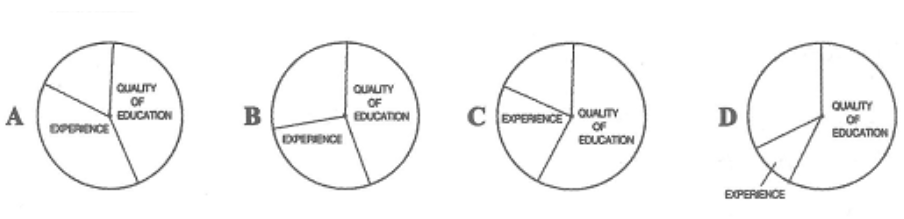 A
QUALITY
OF
EDUCATION
EXPERIENCE
B
QUALITY
OF
EDUCATION
EXPERIENCE
C
EXPERIENCE
QUALITY
OF
EDUCATION
D
QUALITY
OF
EDUCATION
EXPERIENCE